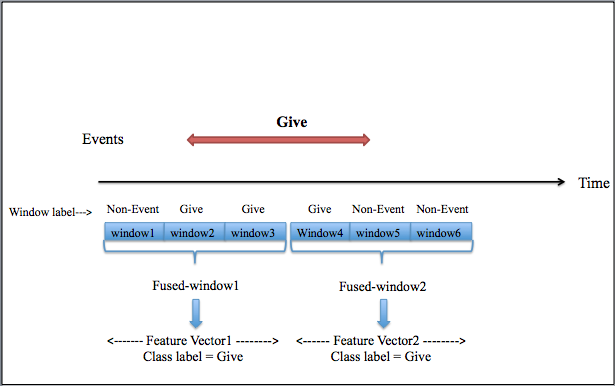 Give
Events
Time
Window label---> Non-Event Give Give Give Non-Event Non-Event
window1 window2 window3 Window4 window5 window6
Fused-window1 Fused-window2
<------- Feature Vector1 --------> <------ Feature Vector2 -------->
Class label = Give Class label = Give